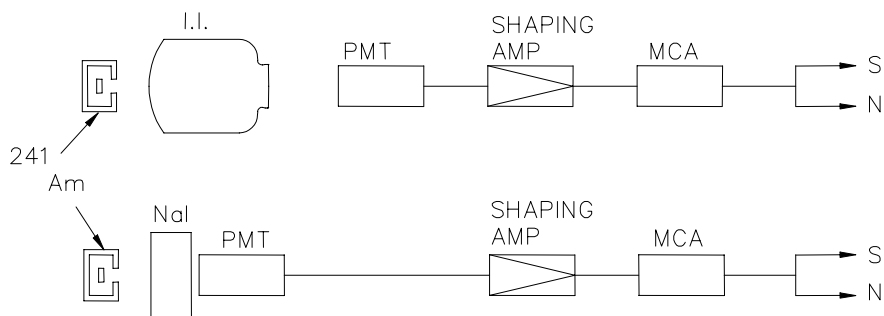 I.I.
PMT
SHAPING
AMP
MCA
S
N
241
Am
NaI
PMT
SHAPING
AMP
MCA
S
N